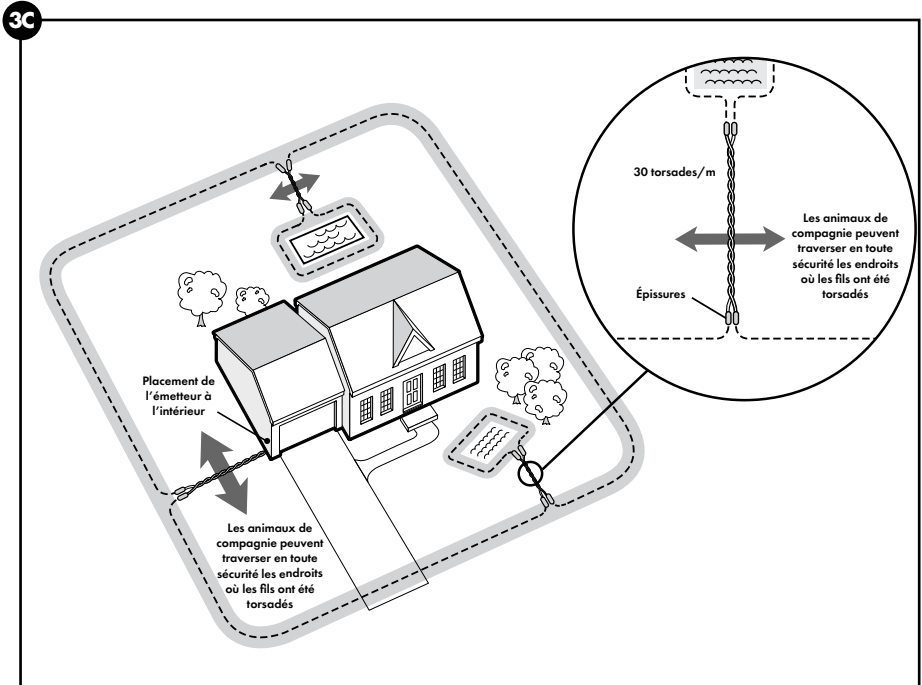 3C
30 torsades/m
Les animaux de
compagnie peuvent
traverser en toute
sécurité les endroits
où les fils ont été
torsadés
Épissures
Placement de
l'émetteur à
l'intérieur
Les animaux de
compagnie peuvent
traverser en toute
sécurité les endroits
où les fils ont été
torsadés